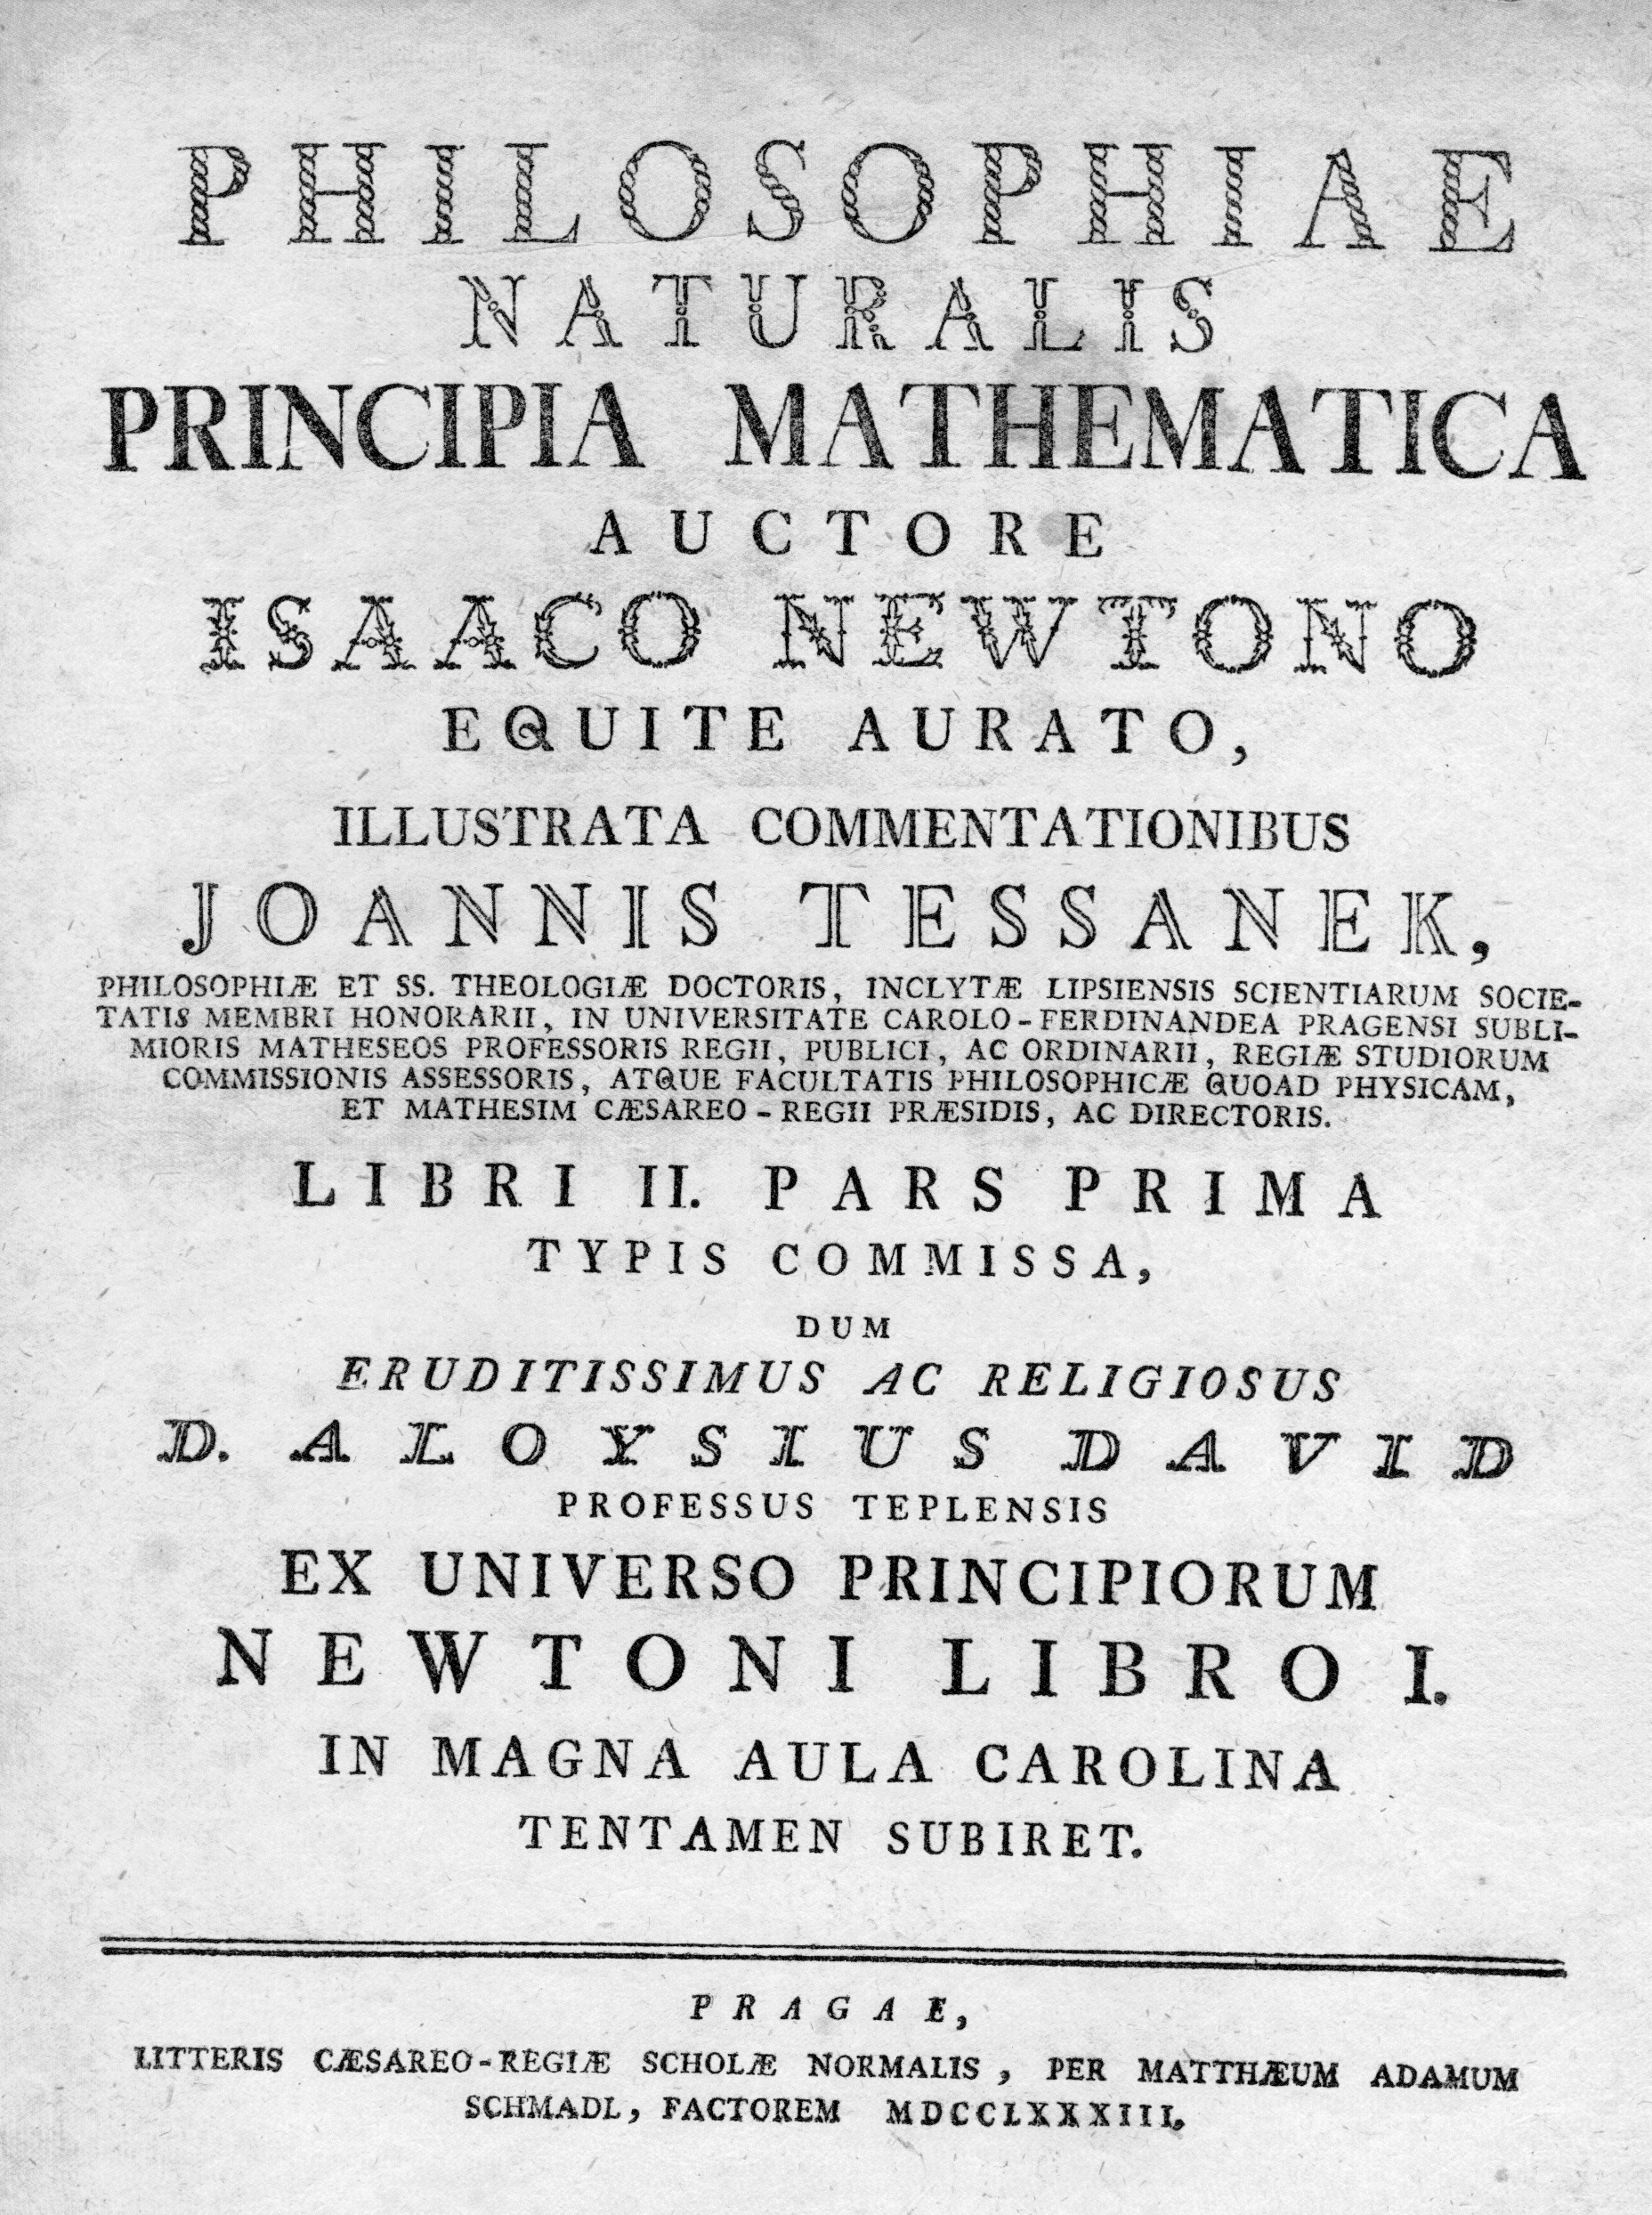 PHILOSOPHIAE
NATURALIS
PRINCIPIA MATHEMATICA
AUCTORE
ISAACO NEWTONO
EQUITE AURATO,
ILLUSTRATA COMMENTATIONIBUS
JOANNIS TESSANEK,
PHILOSOPHIÆ ET SS. THEOLOGIÆ DOCTORIS, INCLYTÆ LIPSIENSIS SCIENTIARUM SOCIE-
TATIS MEMBRI HONORARII, IN UNIVERSITATE CAROLO-FERDINANDEA PRAGENSI SUBLI-
MIORIS MATHESEOS PROFESSORIS REGII, PUBLICI, AC ORDINARII, REGIÆ STUDIORUM
COMMISSIONIS ASSESSORIS, ATQUE FACULTATIS PHILOSOPHICÆ QUOAD PHYSICAM,
ET MATHESIM CÆSAREO-REGII PRÆSIDIS, AC DIRECTORIS.
LIBRI II. PARS PRIMA
TYPIS COMMISSA,
DUM
ERUDITISSIMUS AC RELIGIOSUS
D. ALOYSIUS DAVID
PROFESSUS TEPLENSIS
EX UNIVERSO PRINCIPIORUM
NEWTONI LIBRO I.
IN MAGNA AULA CAROLINA
TENTAMEN SUBIRET.
PRAGAE,
LITTERIS CÆSAREO-REGIÆ SCHOLÆ NORMALIS, PER MATTHÆUM ADAMUM
SCHMADL, FACTOREM MDCCLXXXIII.